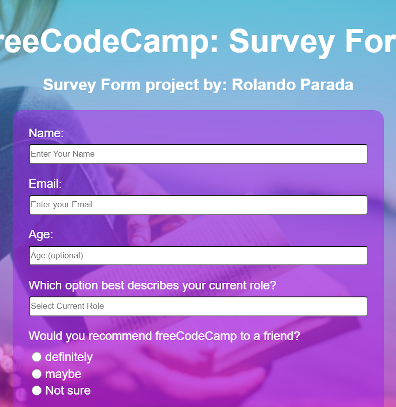 reeCodeCamp: Survey For
Survey Form project by: Rolando Parada
Name:
Enter Your Name
Email:
Enter your Email
Age:
Age (optional)
Which option best describes your current role?
Select Current Role
Would you recommend freeCodeCamp to a friend?
definitely
maybe
Not sure